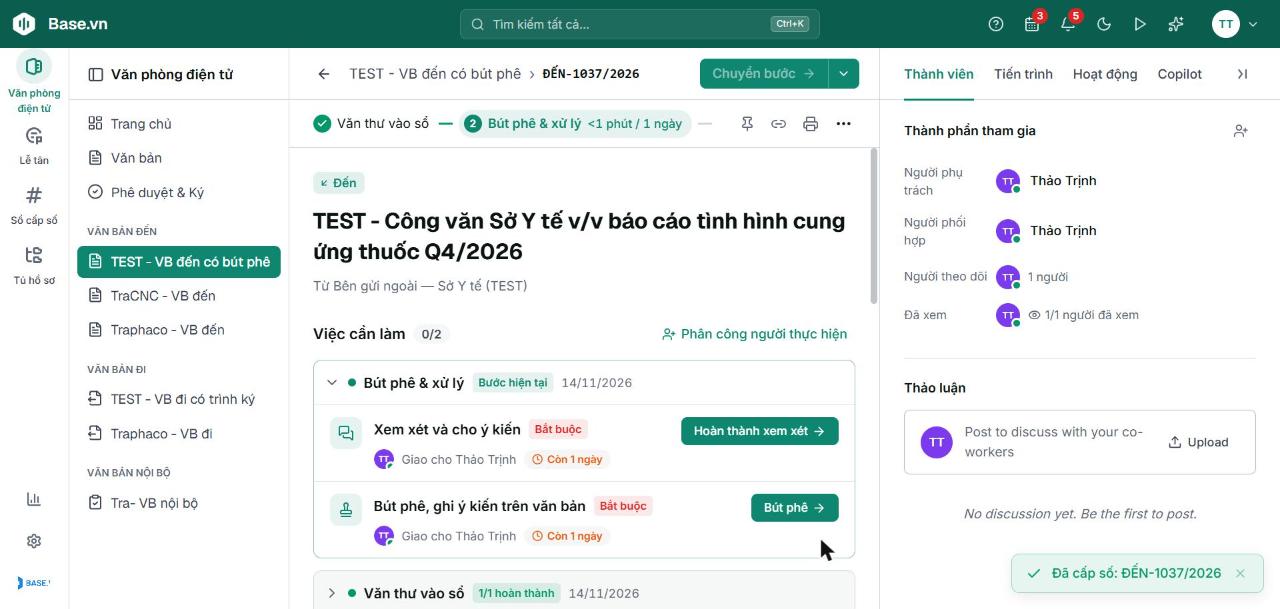 Base.vn
Tìm kiếm tất cả...
Ctrl+K
3
5
TT
Văn phòng
điện tử
Lễ tân
Sổ cấp số
Tủ hồ sơ
BASE.
Văn phòng điện tử
Trang chủ
Văn bản
Phê duyệt & Ký
VĂN BẢN ĐẾN
TEST - VB đến có bút phê
TraCNC - VB đến
Traphaco - VB đến
VĂN BẢN ĐI
TEST - VB đi có trình ký
Traphaco - VB đi
VĂN BẢN NỘI BỘ
Tra- VB nội bộ
TEST - VB đến có bút phê › ĐẾN-1037/2026
Chuyển bước →
Văn thư vào sổ
2 Bút phê & xử lý <1 phút / 1 ngày
Đến
TEST - Công văn Sở Y tế v/v báo cáo tình hình cung
ứng thuốc Q4/2026
Từ Bên gửi ngoài — Sở Y tế (TEST)
Việc cần làm 0/2
Phân công người thực hiện
Bút phê & xử lý Bước hiện tại 14/11/2026
Xem xét và cho ý kiến Bắt buộc
Hoàn thành xem xét →
TT Giao cho Thảo Trịnh Còn 1 ngày
Bút phê, ghi ý kiến trên văn bản Bắt buộc
Bút phê →
TT Giao cho Thảo Trịnh Còn 1 ngày
Văn thư vào sổ 1/1 hoàn thành 14/11/2026
Thành viên Tiến trình Hoạt động Copilot
Thành phần tham gia
Người phụ
trách
TT Thảo Trịnh
Người phối
hợp
TT Thảo Trịnh
Người theo dõi TT 1 người
Đã xem TT 1/1 người đã xem
Thảo luận
TT
Post to discuss with your co-
workers
Upload
No discussion yet. Be the first to post.
Đã cấp số: ĐẾN-1037/2026